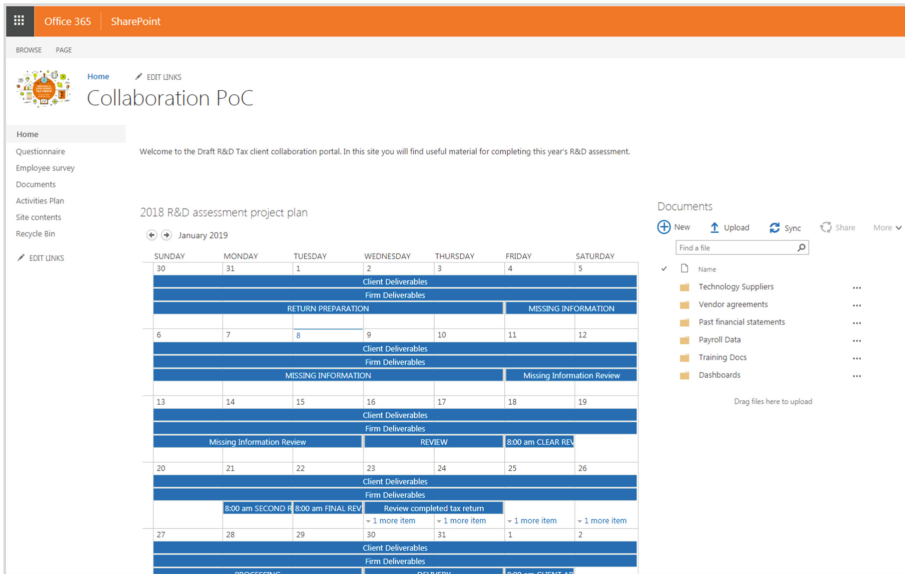 Office 365 SharePoint
BROWSE PAGE
Home EDIT LINKS
Collaboration PoC
Home
Questionnaire
Employee survey
Documents
Activities Plan
Site contents
Recycle Bin
EDIT LINKS
Welcome to the Draft R&D Tax client collaboration portal. In this site you will find useful material for completing this year's R&D assessment.
2018 R&D assessment project plan
January 2019
SUNDAY MONDAY TUESDAY WEDNESDAY THURSDAY FRIDAY SATURDAY
30 31 1 2 3 4 5
Client Deliverables
Firm Deliverables
RETURN PREPARATION MISSING INFORMATION
6 7 8 9 10 11 12
Client Deliverables
Firm Deliverables
MISSING INFORMATION Missing Information Review
13 14 15 16 17 18 19
Client Deliverables
Firm Deliverables
Missing Information Review REVIEW 8:00 am CLEAR REV
20 21 22 23 24 25 26
Client Deliverables
Firm Deliverables
8:00 am SECOND R 8:00 am FINAL REV Review completed tax return
1 more item 1 more item 1 more item 1 more item
27 28 29 30 31 1 2
Client Deliverables
Firm Deliverables
PROCESSING DELIVERY 8:00 am CLIENT AP
Documents
New Upload Sync Share More
Find a file
Name
Technology Suppliers
Vendor agreements
Past financial statements
Payroll Data
Training Docs
Dashboards
Drag files here to upload